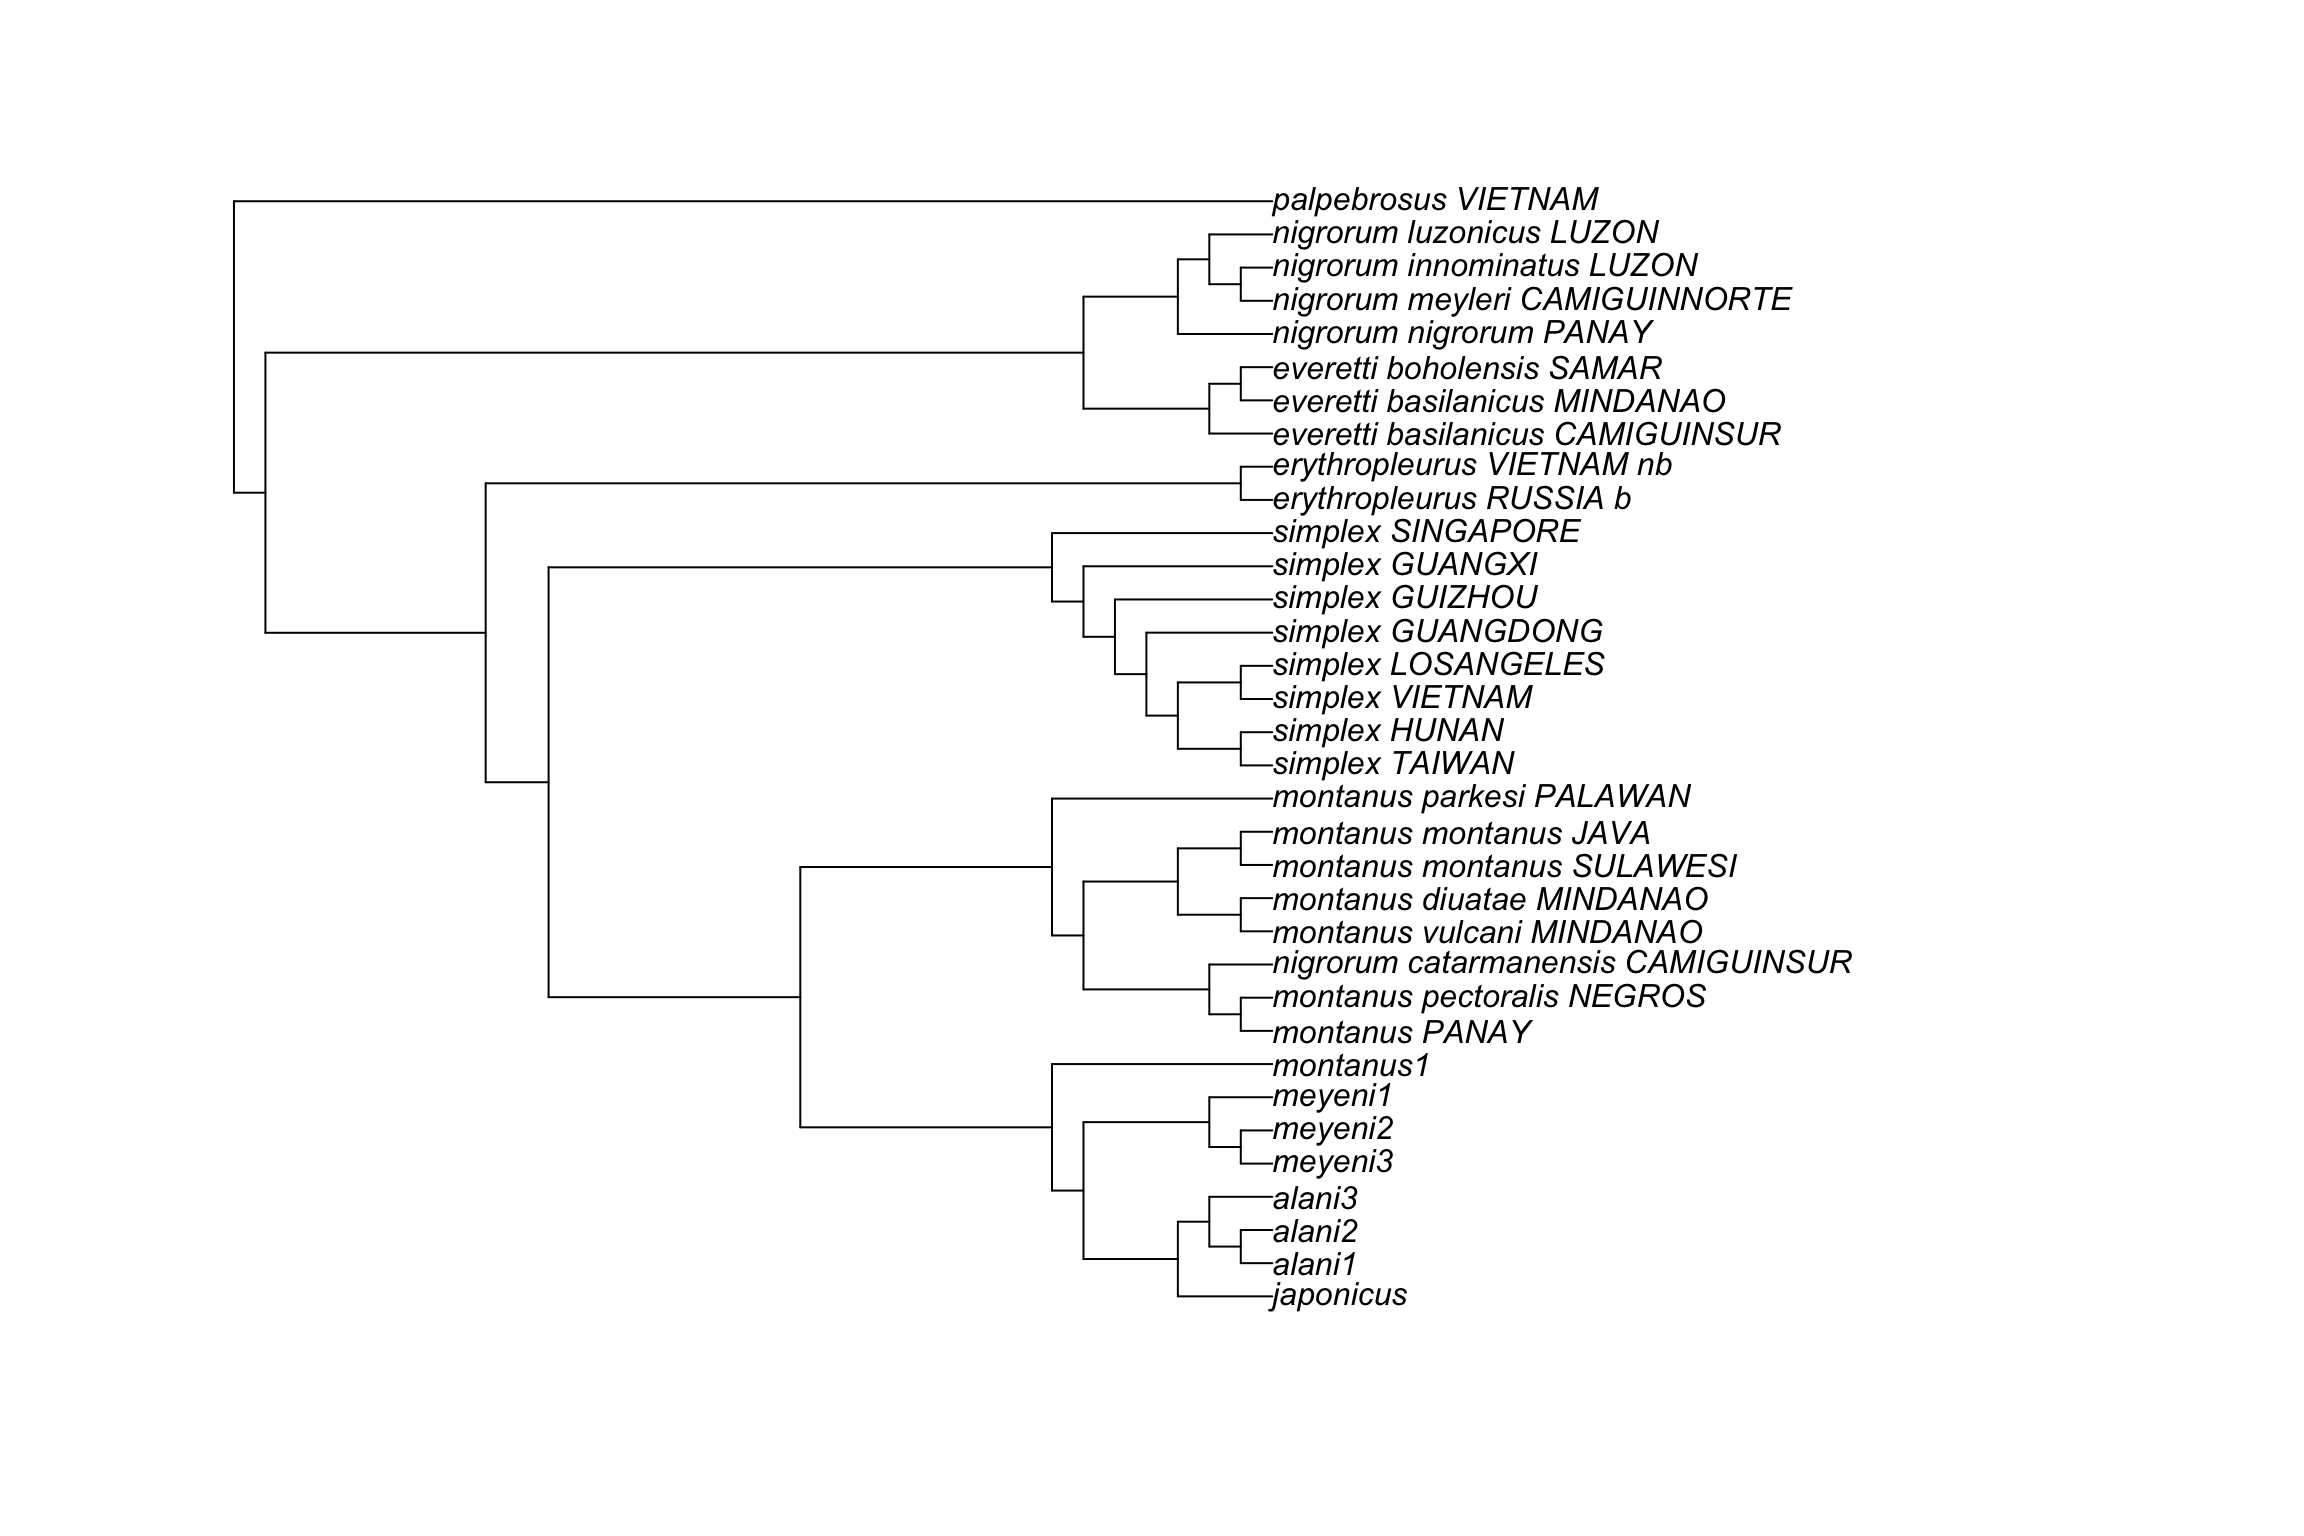 palpebrosus VIETNAM
nigrorum luzonicus LUZON
nigrorum innominatus LUZON
nigrorum meyleri CAMIGUINNORTE
nigrorum nigrorum PANAY
everetti boholensis SAMAR
everetti basilanicus MINDANAO
everetti basilanicus CAMIGUINSUR
erythropleurus VIETNAM nb
erythropleurus RUSSIA b
simplex SINGAPORE
simplex GUANGXI
simplex GUIZHOU
simplex GUANGDONG
simplex LOSANGELES
simplex VIETNAM
simplex HUNAN
simplex TAIWAN
montanus parkesi PALAWAN
montanus montanus JAVA
montanus montanus SULAWESI
montanus diuatae MINDANAO
montanus vulcani MINDANAO
nigrorum catarmanensis CAMIGUINSUR
montanus pectoralis NEGROS
montanus PANAY
montanus1
meyeni1
meyeni2
meyeni3
alani3
alani2
alani1
japonicus